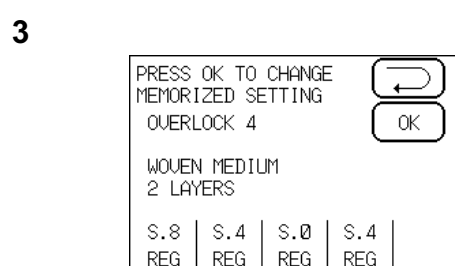 3
PRESS OK TO CHANGE
MEMORIZED SETTING
OVERLOCK 4
OK
WOVEN MEDIUM
2 LAYERS
S.8 S.4 S.0 S.4
REG REG REG REG